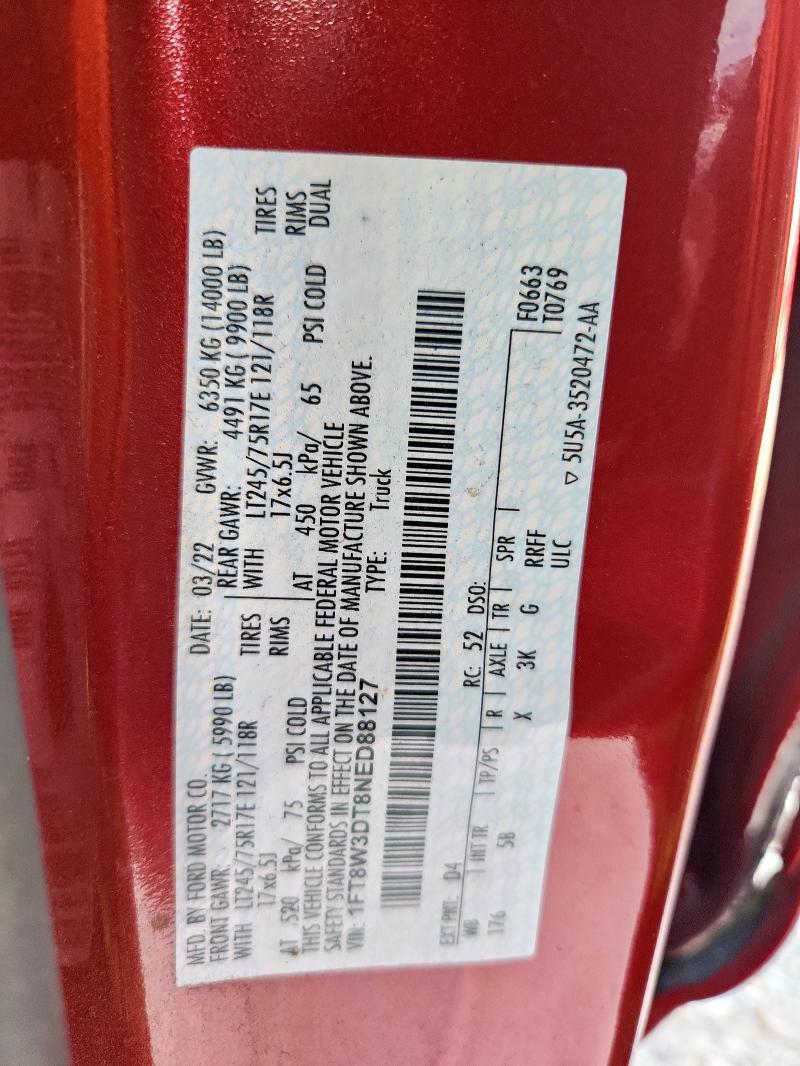 MFD. BY FORD MOTOR CO. DATE: 03/22 GVWR: 6350 KG (14000 LB)
FRONT GAWR: 2717 KG ( 5990 LB) REAR GAWR: 4491 KG ( 9900 LB)
WITH LT245/75R17E 121/118R TIRES WITH LT245/75R17E 121/118R TIRES
17x6.5J RIMS 17x6.5J RIMS
AT 520 kPa/ 75 PSI COLD AT 450 kPa/ 65 PSI COLD DUAL
THIS VEHICLE CONFORMS TO ALL APPLICABLE FEDERAL MOTOR VEHICLE
SAFETY STANDARDS IN EFFECT ON THE DATE OF MANUFACTURE SHOWN ABOVE.
VIN: 1FT8W3DT8NED88127 TYPE: Truck
EXT PNT: D4 RC: 52 DSO:
WB INT TR TP/PS R AXLE TR SPR F0663
176 5B X 3K G RRFF T0769
ULC
▽ 5U5A-3520472-AA